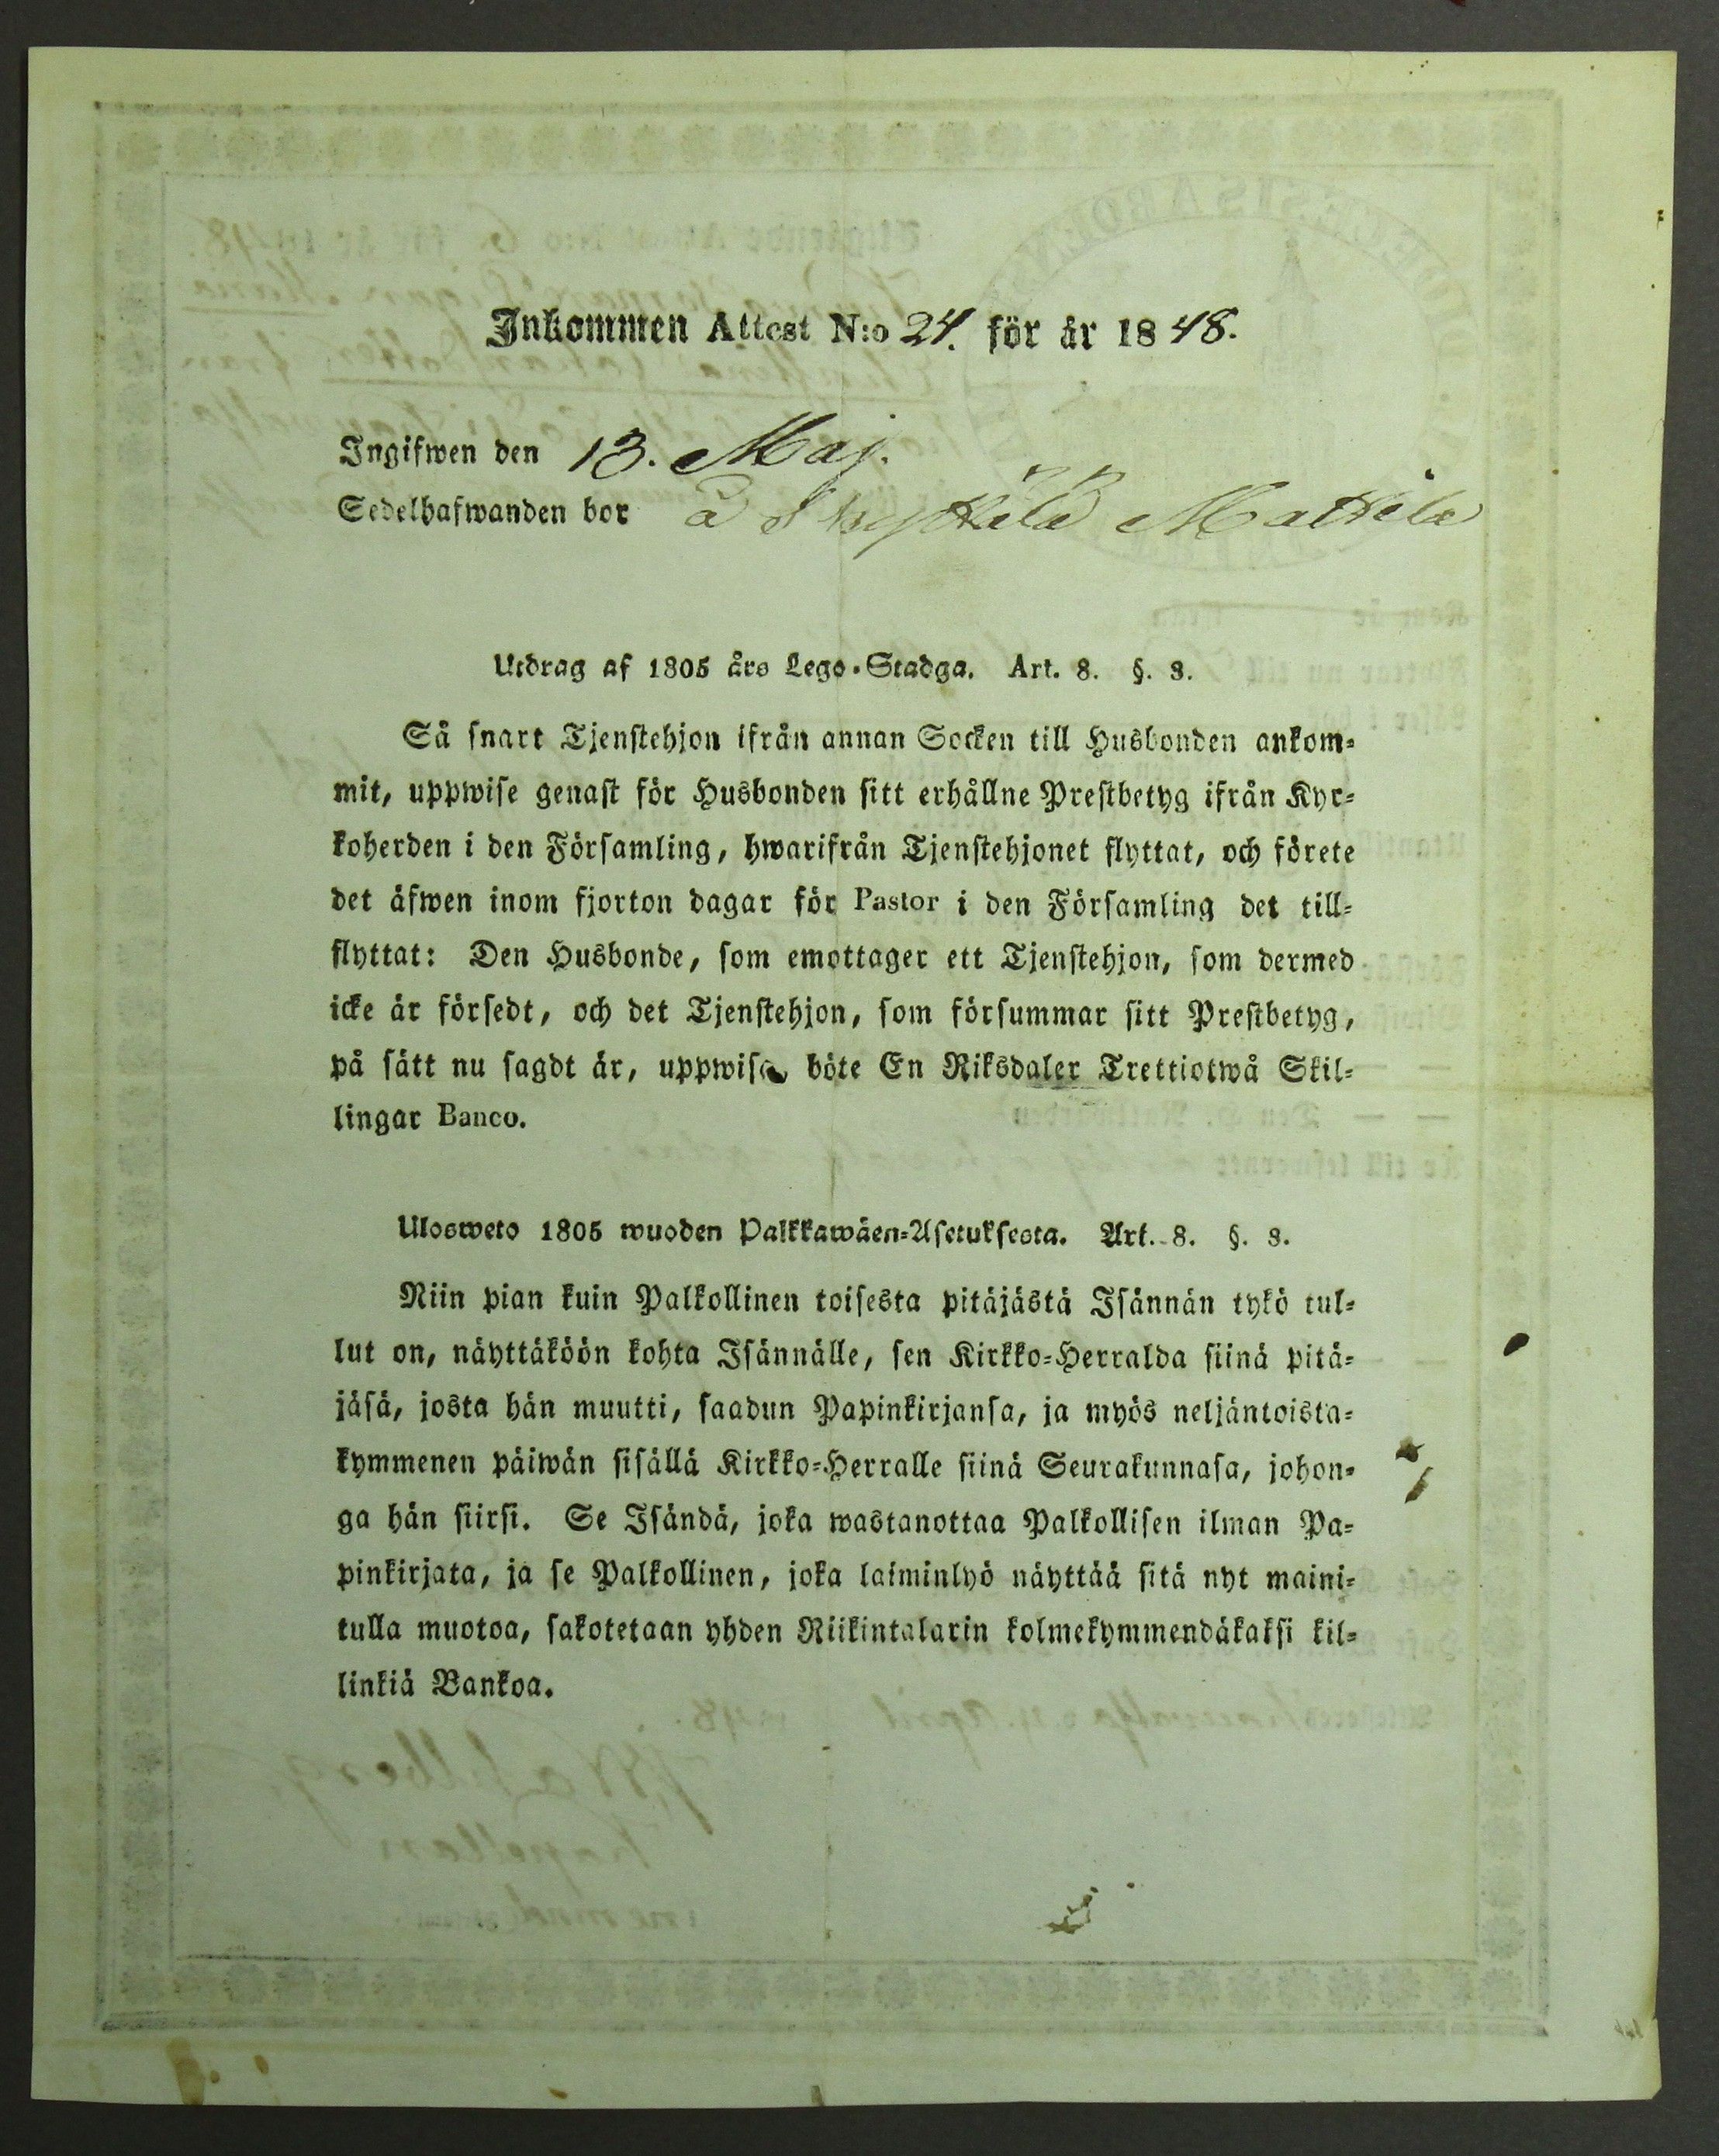 Inkommen Attest N:o 24. för år 1848.
Ingifwen den 13. Maj.
Sedelhafwanden bor å Skyttälä Mattila
Utdrag af 1805 års Lego-Stadga. Art. 8. §. 3.
Så snart Tjenstehjon ifrån annan Socken till Husbonden ankom-
mit, uppwise genast för Husbonden sitt erhållne Prestbetyg ifrån Kyr-
koherden i den Församling, hwarifrån Tjenstehjonet flyttat, och förete
det äfwen inom fjorton dagar för Pastor i den Församling det till-
flyttat: Den Husbonde, som emottager ett Tjenstehjon, som dermed
icke är försedt, och det Tjenstehjon, som försummar sitt Prestbetyg,
på sätt nu sagdt är, uppwisa böte En Riksdaler Trettiotwå Skil-
lingar Banco.
Ulosweto 1805 wuoden Palkkawäen-Asetuksesta. Art. 8. §. 3.
Niin pian kuin Palkollinen toisesta pitäjästä Isännän tykö tul-
lut on, näyttäköön kohta Isännälle, sen Kirkko-Herralda siinä pitä-
jäsä, josta hän muutti, saadun Papinkirjansa, ja myös neljäntoista-
kymmenen päiwän sisällä Kirkko-Herralle siinä Seurakunnasa, johon-
ga hän siirsi. Se Isändä, joka wastanottaa Palkollisen ilman Pa-
pinkirjata, ja se Palkollinen, joka laiminlyö näyttää sitä nyt maini-
tulla muotoa, sakotetaan yhden Riikintalarin kolmekymmendäkaksi kil-
linkiä Bankoa.